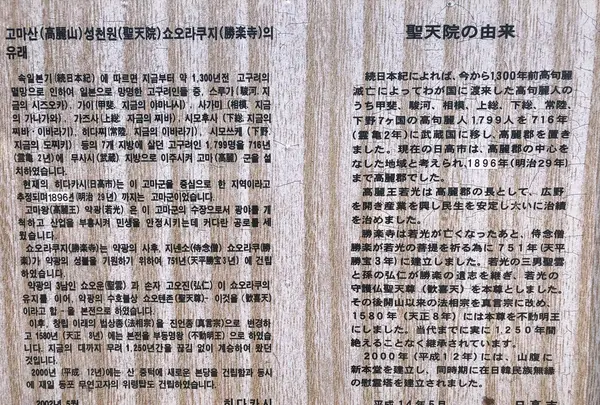 고마산(高麗山)성천원(聖天院)쇼오라쿠지(勝楽寺)의
유래
속일본기(続日本紀)에 따르면 지금부터 약 1,300년전 고구려의
멸망으로 인하여 일본으로 망명한 고구려인들 중, 스루가(駿河, 지
금의 시즈오카), 가이(甲斐, 지금의 야마나시), 사가미(相模, 지금
의 가나가와), 가즈사(上総, 지금의 찌바), 시모후사(下総, 지금의
찌바·이바라기), 히다찌(常陸, 지금의 이바라기), 시모쓰케(下野,
지금의 도찌키) 등의 7개 지방에 살던 고구려인 1,799명을 716년
(霊亀 2년)에 무사시(武蔵) 지방으로 이주시켜 고마(高麗) 군을 설
치하였습니다.
현재의 히다카시(日高市)는 이 고마군을 중심으로 한 지역이라고
추정되며1896년(明治 29년)까지는 고마군이었습니다.
고마왕(高麗王) 약광(若光)은 이 고마군의 수장으로서 광야를 개
척하고 산업을 부흥시켜 민생을 안정시키는데 커다란 공로를 세
웠습니다.
쇼오라쿠지(勝楽寺)는 약광의 사후, 지넨소(侍念僧) 쇼오라쿠(勝
楽)가 약광의 성불을 기원하기 위하여 751년(天平勝宝3년)에 건립
하였습니다.
약광의 3남인 쇼오운(聖雲)과 손자 고오진(弘仁)이 쇼오라쿠의
유지를 이어, 약광의 수호불상 쇼오텐존(聖天尊)- 이것을 (歓喜天)
이라고 함 -을 본전으로 하였습니다.
이후, 창립 이래의 법상종(法相宗)을 진언종(真言宗)으로 변경하
고 1580년(天正 8년)에는 본전을 부동명왕(不動明王)으로 하였습
니다. 지금의 대까지 무려 1,250년간을 끊김 없이 계승하여 왔던
것입니다.
2000년(平成 12년)에는 산 중턱에 새로운 본당을 건립함과 동시
에 재일 동포 무연고자의 위령탑도 건립하였습니다.
2002년 5월 히다카시
聖天院の由来
続日本紀によれば、今から1,300年前高句麗
滅亡によってわが国に渡来した高句麗人の
うち甲斐、駿河、相模、上総、下総、常陸、
下野7ヶ国の高句麗人1,799人を716年
(霊亀2年)に武蔵国に移し、高麗郡を置き
ました。現在の日高市は、高麗郡の中心を
なした地域と考えられ、1896年(明治29年)
まで高麗郡でした。
高麗王若光は高麗郡の長として、広野
を開き産業を興し民生を安定し大いに治績
を治めました。
勝楽寺は若光が亡くなったあと、侍念僧
勝楽が若光の菩提を祈る為に751年(天平
勝宝3年)に建立しました。若光の三男聖雲
と孫の弘仁が勝楽の遺志を継ぎ、若光の
守護仏聖天尊(歓喜天)を本尊としました。
その後開山以来の法相宗を真言宗に改め、
1580年(天正8年)には本尊を不動明王
にしました。当代までに実に1,250年間
絶えることなく継承されています。
2000年(平成12年)には、山腹に
新本堂を建立し、同時期に在日韓民族無縁
の慰霊塔を建立されました。
平成14年5月 日高市